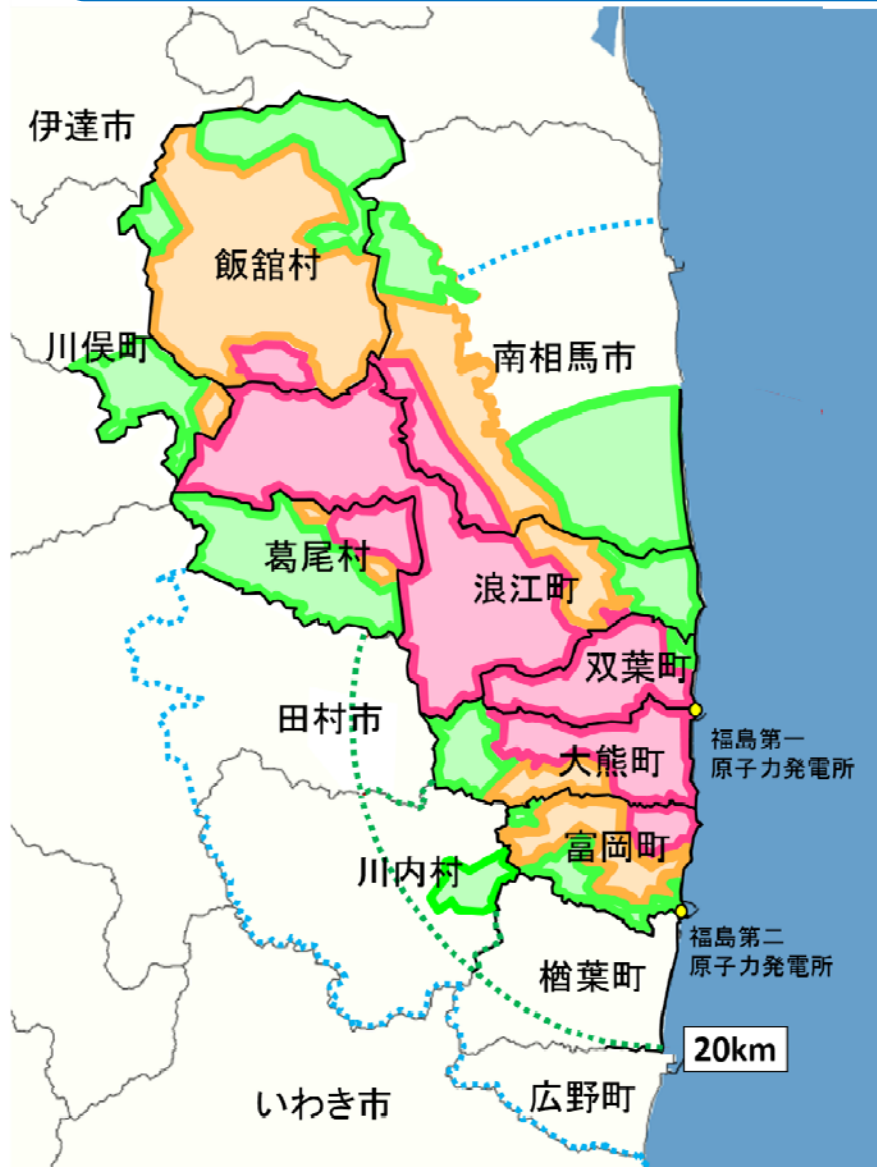 伊達市
飯舘村
川俣町
南相馬市
葛尾村
浪江町
双葉町
田村市
福島第一
原子力発電所
大熊町
富岡町
川内村
福島第二
原子力発電所
楢葉町
20km
広野町
いわき市